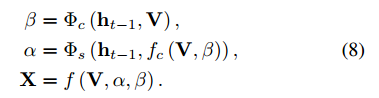 β = Φ_c (h_{t−1}, V) ,
α = Φ_s (h_{t−1}, f_c (V, β)) ,    (8)
X = f (V, α, β) .